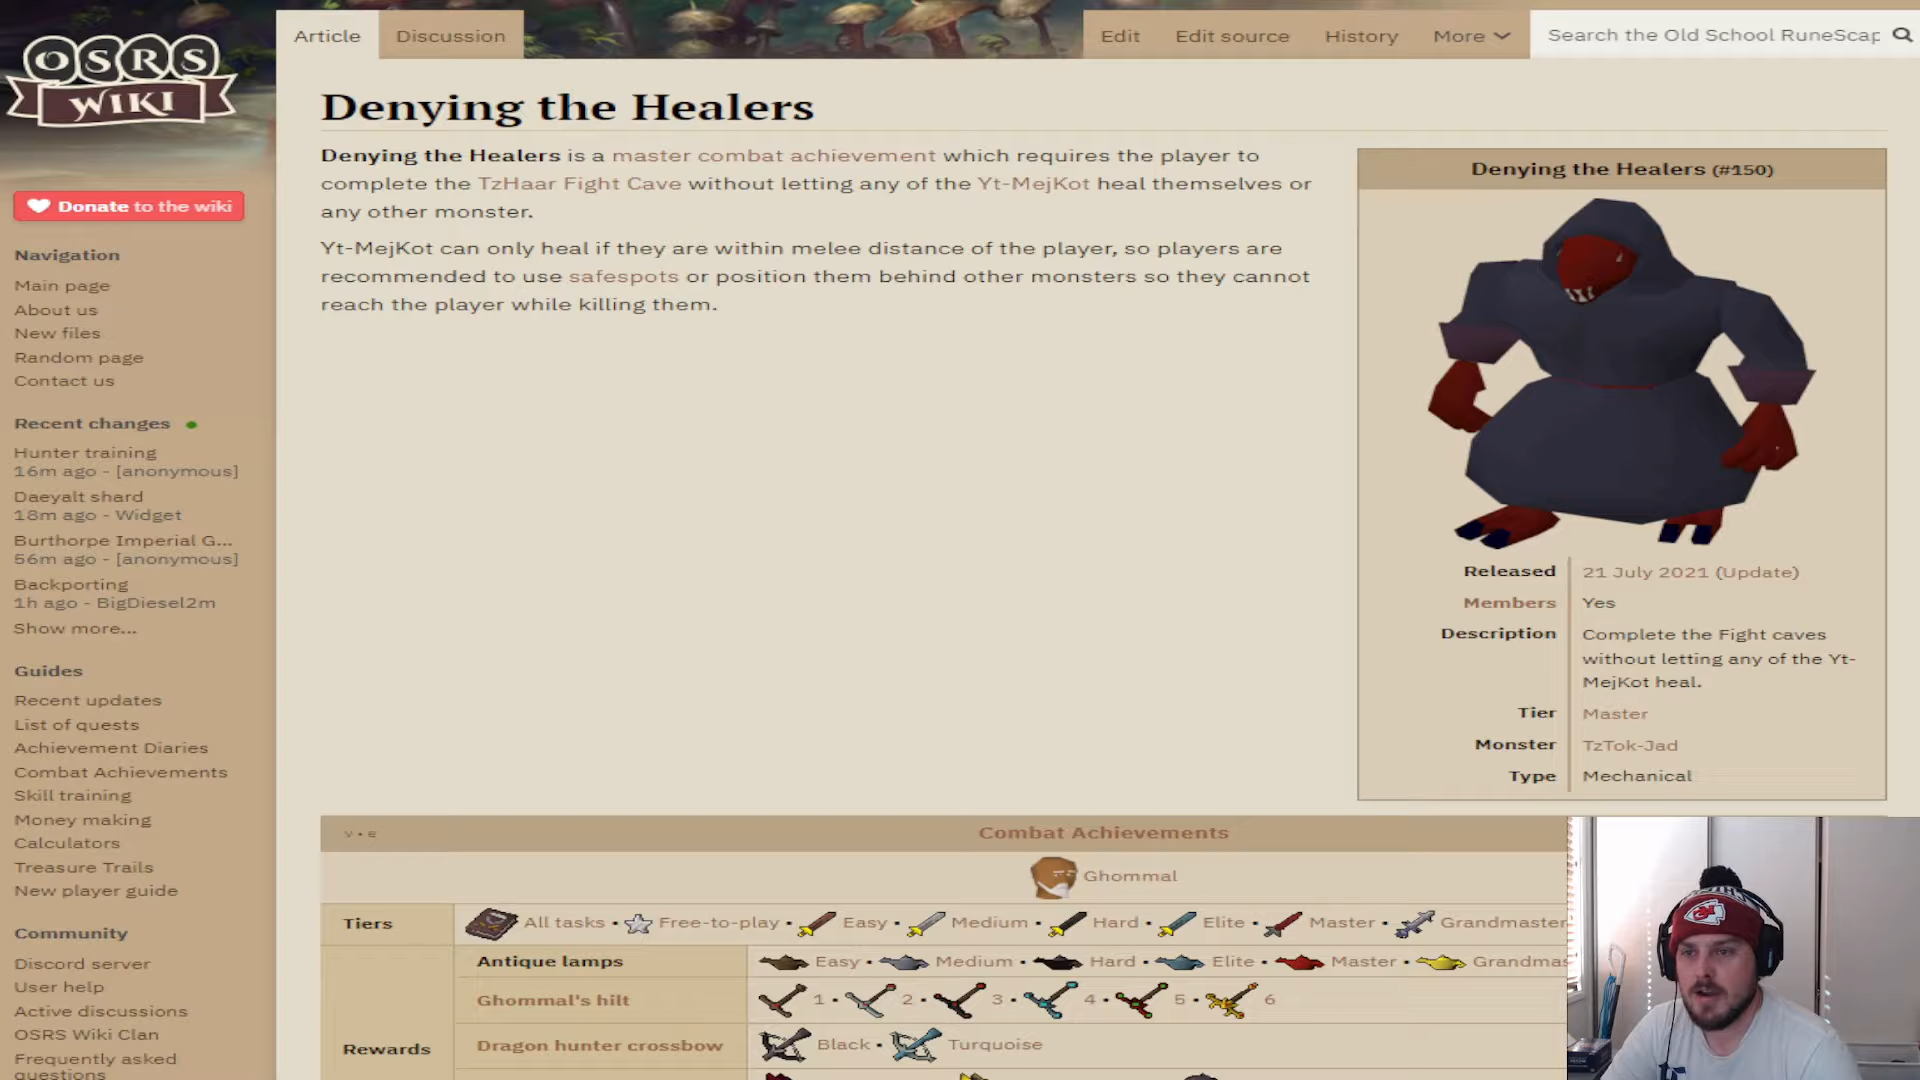 Article
Discussion
Edit
Edit source
History
More
Search the Old School RuneScap
OSRS
WIKI
Donate to the wiki
Navigation
Main page
About us
New files
Random page
Contact us
Recent changes
Hunter training
16m ago - [anonymous]
Daeyalt shard
18m ago - Widget
Burthorpe Imperial G...
56m ago - [anonymous]
Backporting
1h ago - BigDiesel2m
Show more...
Guides
Recent updates
List of quests
Achievement Diaries
Combat Achievements
Skill training
Money making
Calculators
Treasure Trails
New player guide
Community
Discord server
User help
Active discussions
OSRS Wiki Clan
Frequently asked
questions
Denying the Healers
Denying the Healers is a master combat achievement which requires the player to
complete the TzHaar Fight Cave without letting any of the Yt-MejKot heal themselves or
any other monster.
Yt-MejKot can only heal if they are within melee distance of the player, so players are
recommended to use safespots or position them behind other monsters so they cannot
reach the player while killing them.
Denying the Healers (#150)
Released 21 July 2021 (Update)
Members Yes
Description Complete the Fight caves
without letting any of the Yt-
MejKot heal.
Tier Master
Monster TzTok-Jad
Type Mechanical
v • e
Combat Achievements
Ghommal
Tiers All tasks • Free-to-play • Easy • Medium • Hard • Elite • Master • Grandmaster
Rewards
Antique lamps Easy • Medium • Hard • Elite • Master • Grandmas
Ghommal's hilt 1 • 2 • 3 • 4 • 5 • 6
Dragon hunter crossbow Black • Turquoise